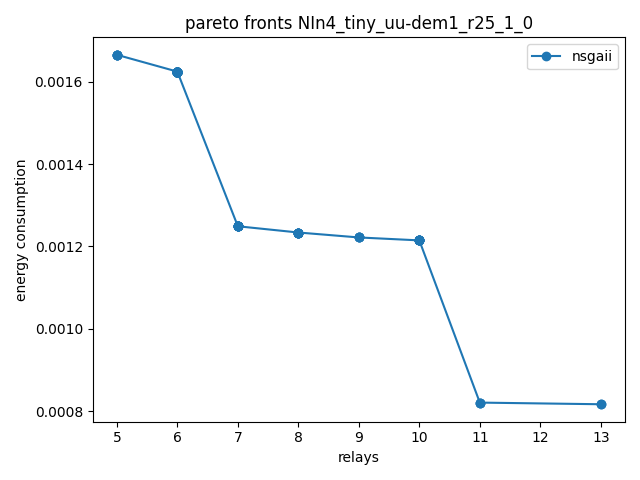 pareto fronts NIn4_tiny_uu-dem1_r25_1_0
nsgaii
energy consumption
0.0016
0.0014
0.0012
0.0010
0.0008
5 6 7 8 9 10 11 12 13
relays